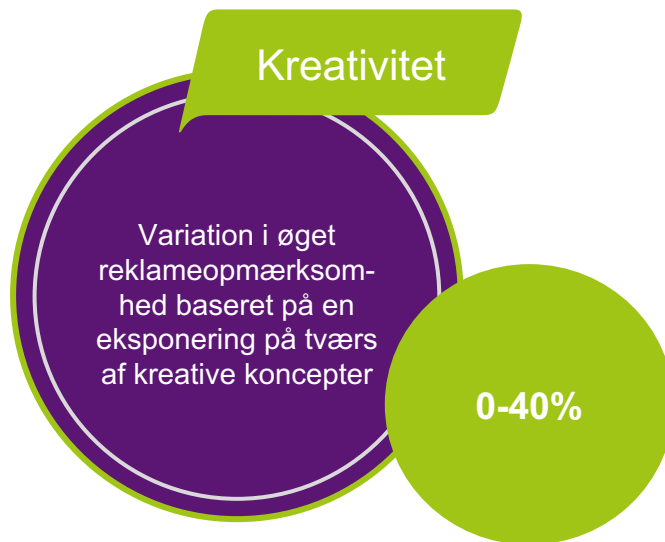 Kreativitet
Variation i øget
reklameopmærksom-
hed baseret på en
eksponering på tværs
af kreative koncepter
0-40%